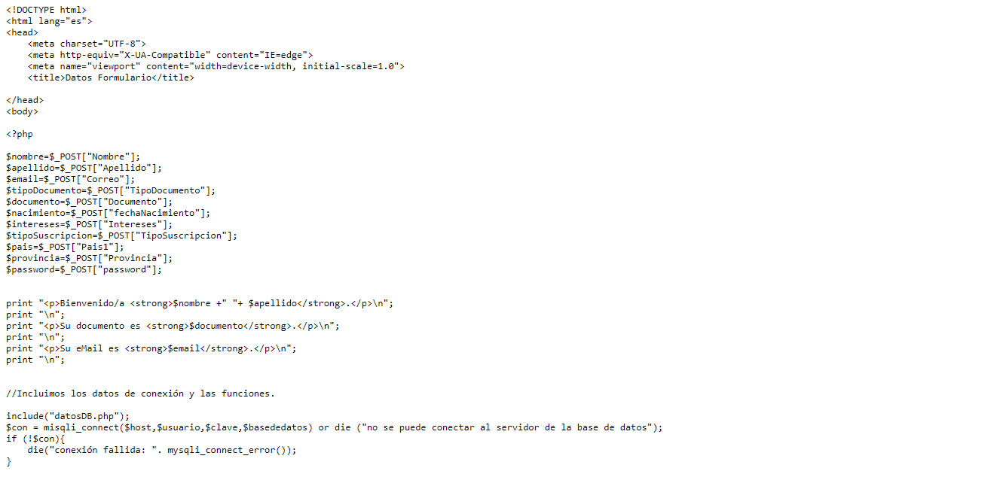 <!DOCTYPE html>
<html lang="es">
<head>
    <meta charset="UTF-8">
    <meta http-equiv="X-UA-Compatible" content="IE=edge">
    <meta name="viewport" content="width=device-width, initial-scale=1.0">
    <title>Datos Formulario</title>

</head>
<body>

<?php

$nombre=$_POST["Nombre"];
$apellido=$_POST["Apellido"];
$email=$_POST["Correo"];
$tipoDocumento=$_POST["TipoDocumento"];
$documento=$_POST["Documento"];
$nacimiento=$_POST["fechaNacimiento"];
$intereses=$_POST["Intereses"];
$tipoSuscripcion=$_POST["TipoSuscripcion"];
$pais=$_POST["Pais1"];
$provincia=$_POST["Provincia"];
$password=$_POST["password"];


print "<p>Bienvenido/a <strong>$nombre +" "+ $apellido</strong>.</p>\n";
print "\n";
print "<p>Su documento es <strong>$documento</strong>.</p>\n";
print "\n";
print "<p>Su eMail es <strong>$email</strong>.</p>\n";
print "\n";


//Incluimos los datos de conexión y las funciones.

include("datosDB.php");
$con = misqli_connect($host,$usuario,$clave,$basededatos) or die ("no se puede conectar al servidor de la base de datos");
if (!$con){
    die("conexión fallida: ". mysqli_connect_error());
}